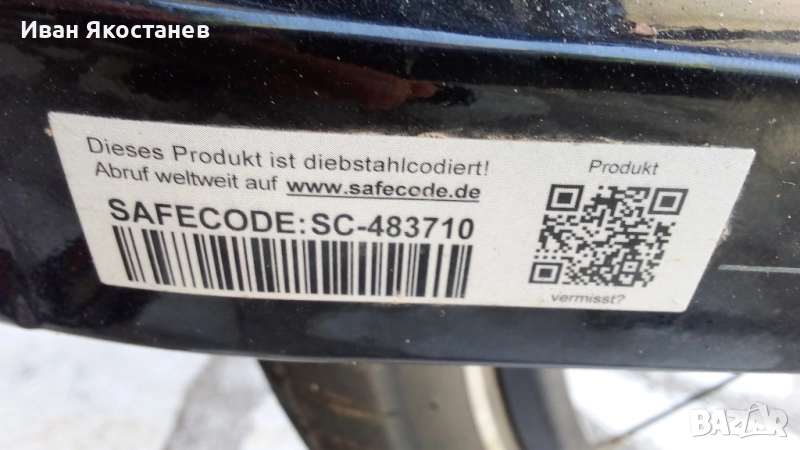 Иван Якостанев
Dieses Produkt ist diebstahlcodiert!
Abruf weltweit auf www.safecode.de
SAFECODE: SC-483710
Produkt
vermisst?
BAZAR